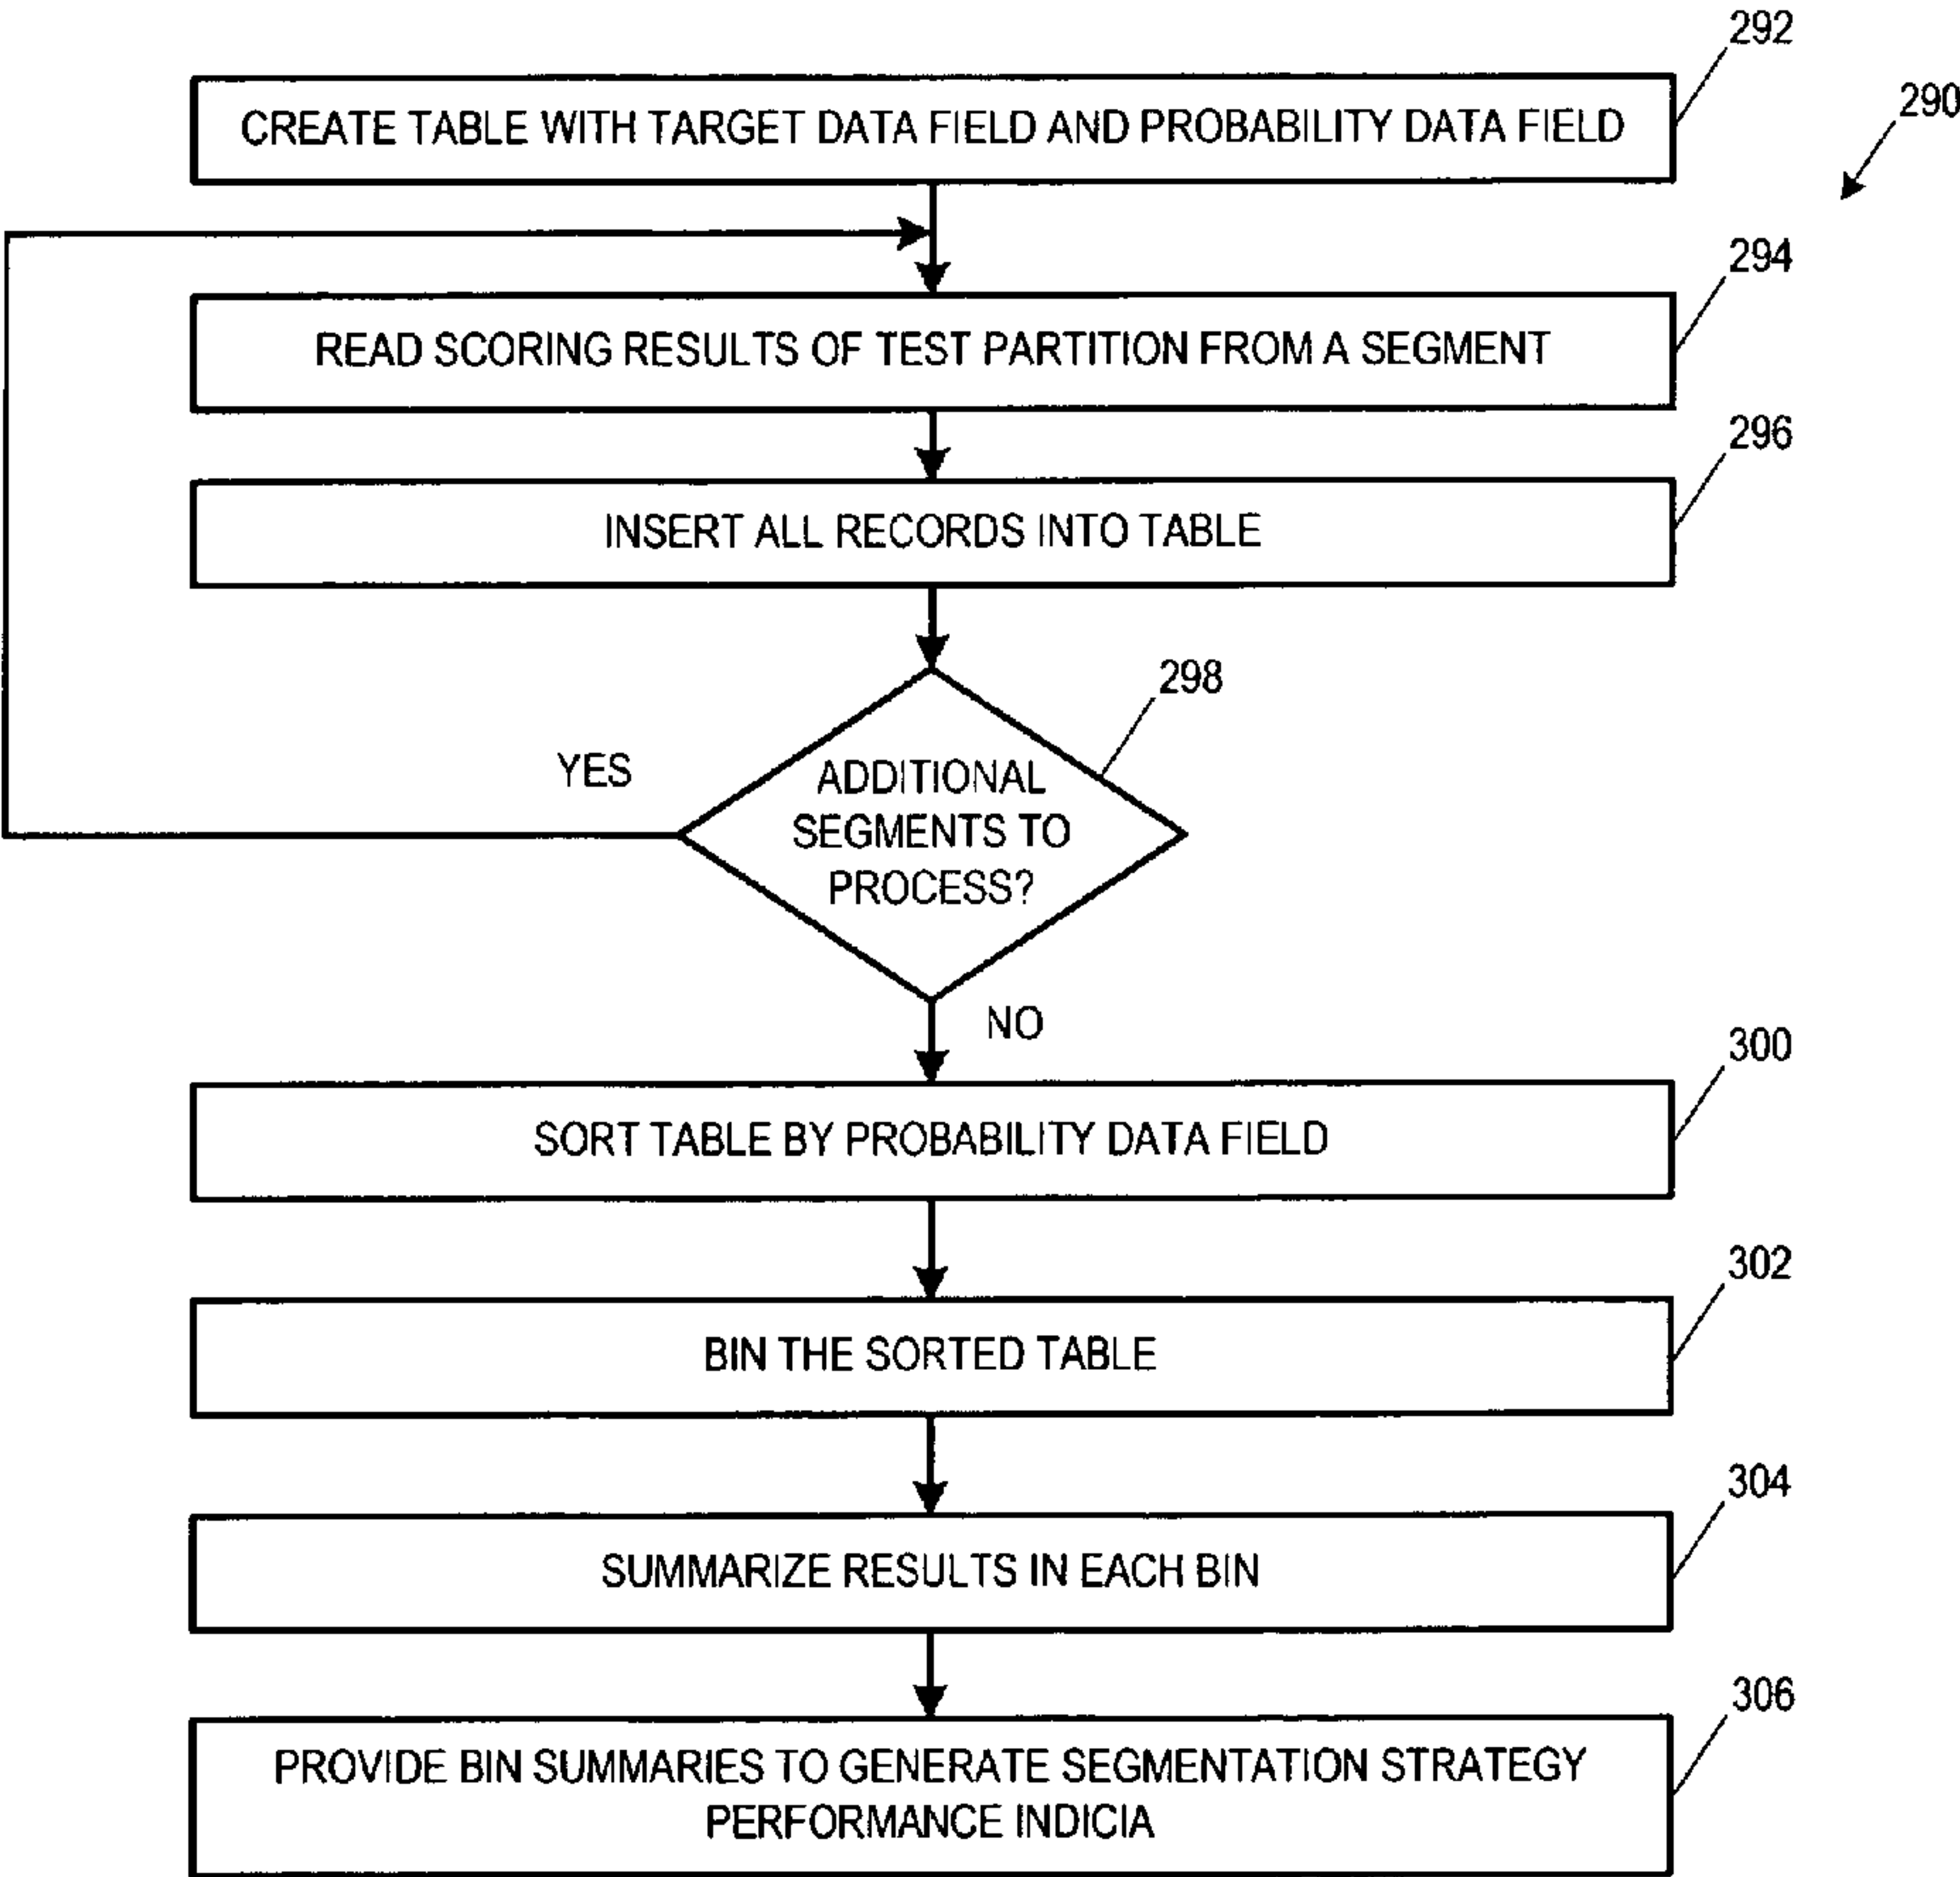 292
CREATE TABLE WITH TARGET DATA FIELD AND PROBABILITY DATA FIELD
290
294
READ SCORING RESULTS OF TEST PARTITION FROM A SEGMENT
296
INSERT ALL RECORDS INTO TABLE
298
YES
ADDITIONAL
SEGMENTS TO
PROCESS?
NO
300
SORT TABLE BY PROBABILITY DATA FIELD
302
BIN THE SORTED TABLE
304
SUMMARIZE RESULTS IN EACH BIN
306
PROVIDE BIN SUMMARIES TO GENERATE SEGMENTATION STRATEGY
PERFORMANCE INDICIA